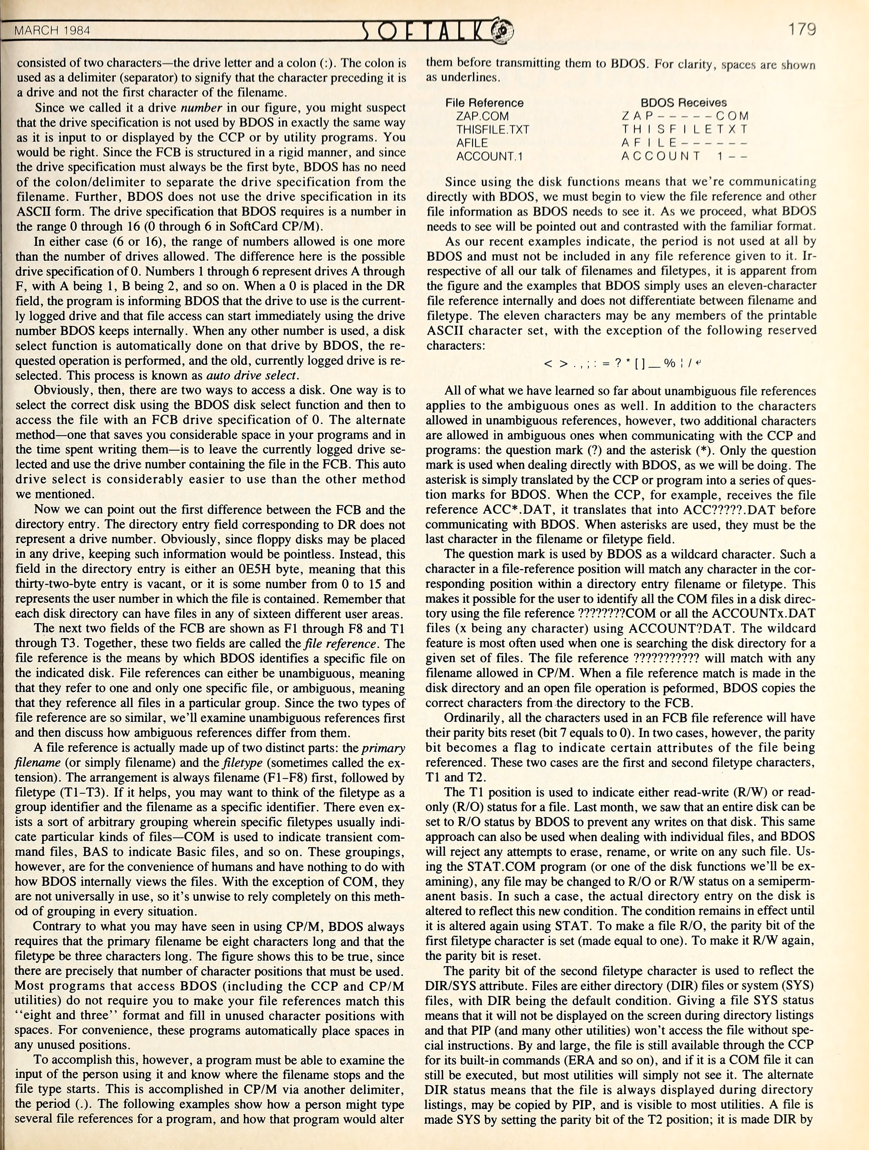 MARCH 1984
SOFTALK
179
consisted of two characters—the drive letter and a colon (:). The colon is
used as a delimiter (separator) to signify that the character preceding it is
a drive and not the first character of the filename.
Since we called it a drive number in our figure, you might suspect
that the drive specification is not used by BDOS in exactly the same way
as it is input to or displayed by the CCP or by utility programs. You
would be right. Since the FCB is structured in a rigid manner, and since
the drive specification must always be the first byte, BDOS has no need
of the colon/delimiter to separate the drive specification from the
filename. Further, BDOS does not use the drive specification in its
ASCII form. The drive specification that BDOS requires is a number in
the range 0 through 16 (0 through 6 in SoftCard CP/M).
In either case (6 or 16), the range of numbers allowed is one more
than the number of drives allowed. The difference here is the possible
drive specification of 0. Numbers 1 through 6 represent drives A through
F, with A being 1, B being 2, and so on. When a 0 is placed in the DR
field, the program is informing BDOS that the drive to use is the current-
ly logged drive and that file access can start immediately using the drive
number BDOS keeps internally. When any other number is used, a disk
select function is automatically done on that drive by BDOS, the re-
quested operation is performed, and the old, currently logged drive is re-
selected. This process is known as auto drive select.
Obviously, then, there are two ways to access a disk. One way is to
select the correct disk using the BDOS disk select function and then to
access the file with an FCB drive specification of 0. The alternate
method—one that saves you considerable space in your programs and in
the time spent writing them—is to leave the currently logged drive se-
lected and use the drive number containing the file in the FCB. This auto
drive select is considerably easier to use than the other method
we mentioned.
Now we can point out the first difference between the FCB and the
directory entry. The directory entry field corresponding to DR does not
represent a drive number. Obviously, since floppy disks may be placed
in any drive, keeping such information would be pointless. Instead, this
field in the directory entry is either an 0E5H byte, meaning that this
thirty-two-byte entry is vacant, or it is some number from 0 to 15 and
represents the user number in which the file is contained. Remember that
each disk directory can have files in any of sixteen different user areas.
The next two fields of the FCB are shown as F1 through F8 and T1
through T3. Together, these two fields are called the file reference. The
file reference is the means by which BDOS identifies a specific file on
the indicated disk. File references can either be unambiguous, meaning
that they refer to one and only one specific file, or ambiguous, meaning
that they reference all files in a particular group. Since the two types of
file reference are so similar, we'll examine unambiguous references first
and then discuss how ambiguous references differ from them.
A file reference is actually made up of two distinct parts: the primary
filename (or simply filename) and the filetype (sometimes called the ex-
tension). The arrangement is always filename (F1–F8) first, followed by
filetype (T1–T3). If it helps, you may want to think of the filetype as a
group identifier and the filename as a specific identifier. There even ex-
ists a sort of arbitrary grouping wherein specific filetypes usually indi-
cate particular kinds of files—COM is used to indicate transient com-
mand files, BAS to indicate Basic files, and so on. These groupings,
however, are for the convenience of humans and have nothing to do with
how BDOS internally views the files. With the exception of COM, they
are not universally in use, so it's unwise to rely completely on this meth-
od of grouping in every situation.
Contrary to what you may have seen in using CP/M, BDOS always
requires that the primary filename be eight characters long and that the
filetype be three characters long. The figure shows this to be true, since
there are precisely that number of character positions that must be used.
Most programs that access BDOS (including the CCP and CP/M
utilities) do not require you to make your file references match this
"eight and three" format and fill in unused character positions with
spaces. For convenience, these programs automatically place spaces in
any unused positions.
To accomplish this, however, a program must be able to examine the
input of the person using it and know where the filename stops and the
file type starts. This is accomplished in CP/M via another delimiter,
the period (.). The following examples show how a person might type
several file references for a program, and how that program would alter
them before transmitting them to BDOS. For clarity, spaces are shown
as underlines.
File Reference BDOS Receives
ZAP.COM Z A P - - - - - C O M
THISFILE.TXT T H I S F I L E T X T
AFILE A F I L E - - - - - -
ACCOUNT.1 A C C O U N T 1 - -
Since using the disk functions means that we're communicating
directly with BDOS, we must begin to view the file reference and other
file information as BDOS needs to see it. As we proceed, what BDOS
needs to see will be pointed out and contrasted with the familiar format.
As our recent examples indicate, the period is not used at all by
BDOS and must not be included in any file reference given to it. Ir-
respective of all our talk of filenames and filetypes, it is apparent from
the figure and the examples that BDOS simply uses an eleven-character
file reference internally and does not differentiate between filename and
filetype. The eleven characters may be any members of the printable
ASCII character set, with the exception of the following reserved
characters:
< > . , ; : = ? * [ ] _ % ¦ / ↵
All of what we have learned so far about unambiguous file references
applies to the ambiguous ones as well. In addition to the characters
allowed in unambiguous references, however, two additional characters
are allowed in ambiguous ones when communicating with the CCP and
programs: the question mark (?) and the asterisk (*). Only the question
mark is used when dealing directly with BDOS, as we will be doing. The
asterisk is simply translated by the CCP or program into a series of ques-
tion marks for BDOS. When the CCP, for example, receives the file
reference ACC*.DAT, it translates that into ACC?????.DAT before
communicating with BDOS. When asterisks are used, they must be the
last character in the filename or filetype field.
The question mark is used by BDOS as a wildcard character. Such a
character in a file-reference position will match any character in the cor-
responding position within a directory entry filename or filetype. This
makes it possible for the user to identify all the COM files in a disk direc-
tory using the file reference ????????COM or all the ACCOUNTx.DAT
files (x being any character) using ACCOUNT?DAT. The wildcard
feature is most often used when one is searching the disk directory for a
given set of files. The file reference ??????????? will match with any
filename allowed in CP/M. When a file reference match is made in the
disk directory and an open file operation is peformed, BDOS copies the
correct characters from the directory to the FCB.
Ordinarily, all the characters used in an FCB file reference will have
their parity bits reset (bit 7 equals to 0). In two cases, however, the parity
bit becomes a flag to indicate certain attributes of the file being
referenced. These two cases are the first and second filetype characters,
T1 and T2.
The T1 position is used to indicate either read-write (R/W) or read-
only (R/O) status for a file. Last month, we saw that an entire disk can be
set to R/O status by BDOS to prevent any writes on that disk. This same
approach can also be used when dealing with individual files, and BDOS
will reject any attempts to erase, rename, or write on any such file. Us-
ing the STAT.COM program (or one of the disk functions we'll be ex-
amining), any file may be changed to R/O or R/W status on a semiperm-
anent basis. In such a case, the actual directory entry on the disk is
altered to reflect this new condition. The condition remains in effect until
it is altered again using STAT. To make a file R/O, the parity bit of the
first filetype character is set (made equal to one). To make it R/W again,
the parity bit is reset.
The parity bit of the second filetype character is used to reflect the
DIR/SYS attribute. Files are either directory (DIR) files or system (SYS)
files, with DIR being the default condition. Giving a file SYS status
means that it will not be displayed on the screen during directory listings
and that PIP (and many other utilities) won't access the file without spe-
cial instructions. By and large, the file is still available through the CCP
for its built-in commands (ERA and so on), and if it is a COM file it can
still be executed, but most utilities will simply not see it. The alternate
DIR status means that the file is always displayed during directory
listings, may be copied by PIP, and is visible to most utilities. A file is
made SYS by setting the parity bit of the T2 position; it is made DIR by